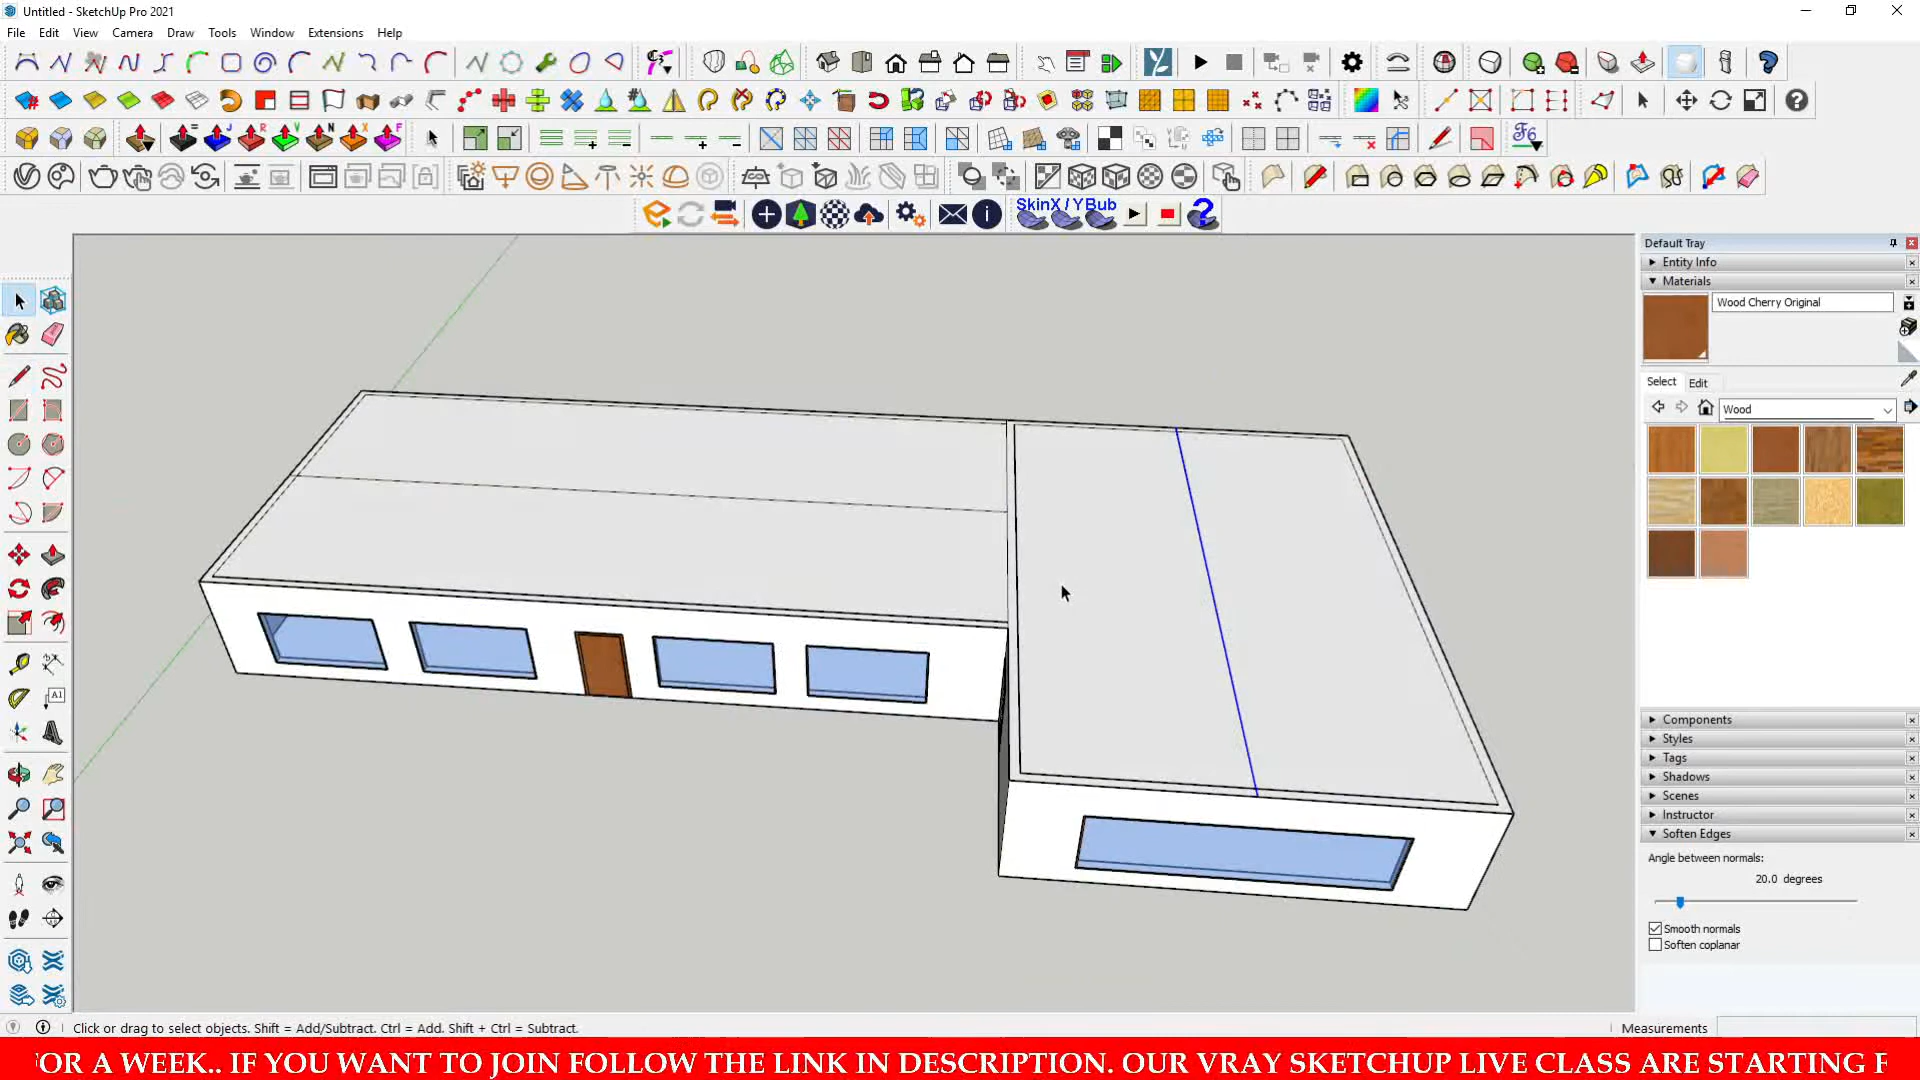 Untitled - SketchUp Pro 2021
File Edit View Camera Draw Tools Window Extensions Help
SkinX / YBub
Default Tray
Entity Info
Materials
Wood Cherry Original
Select Edit
Wood
Components
Styles
Tags
Shadows
Scenes
Instructor
Soften Edges
Angle between normals:
20.0 degrees
Smooth normals
Soften coplanar
Click or drag to select objects. Shift = Add/Subtract. Ctrl = Add. Shift + Ctrl = Subtract.
Measurements
FOR A WEEK.. IF YOU WANT TO JOIN FOLLOW THE LINK IN DESCRIPTION. OUR VRAY SKETCHUP LIVE CLASS ARE STARTING F